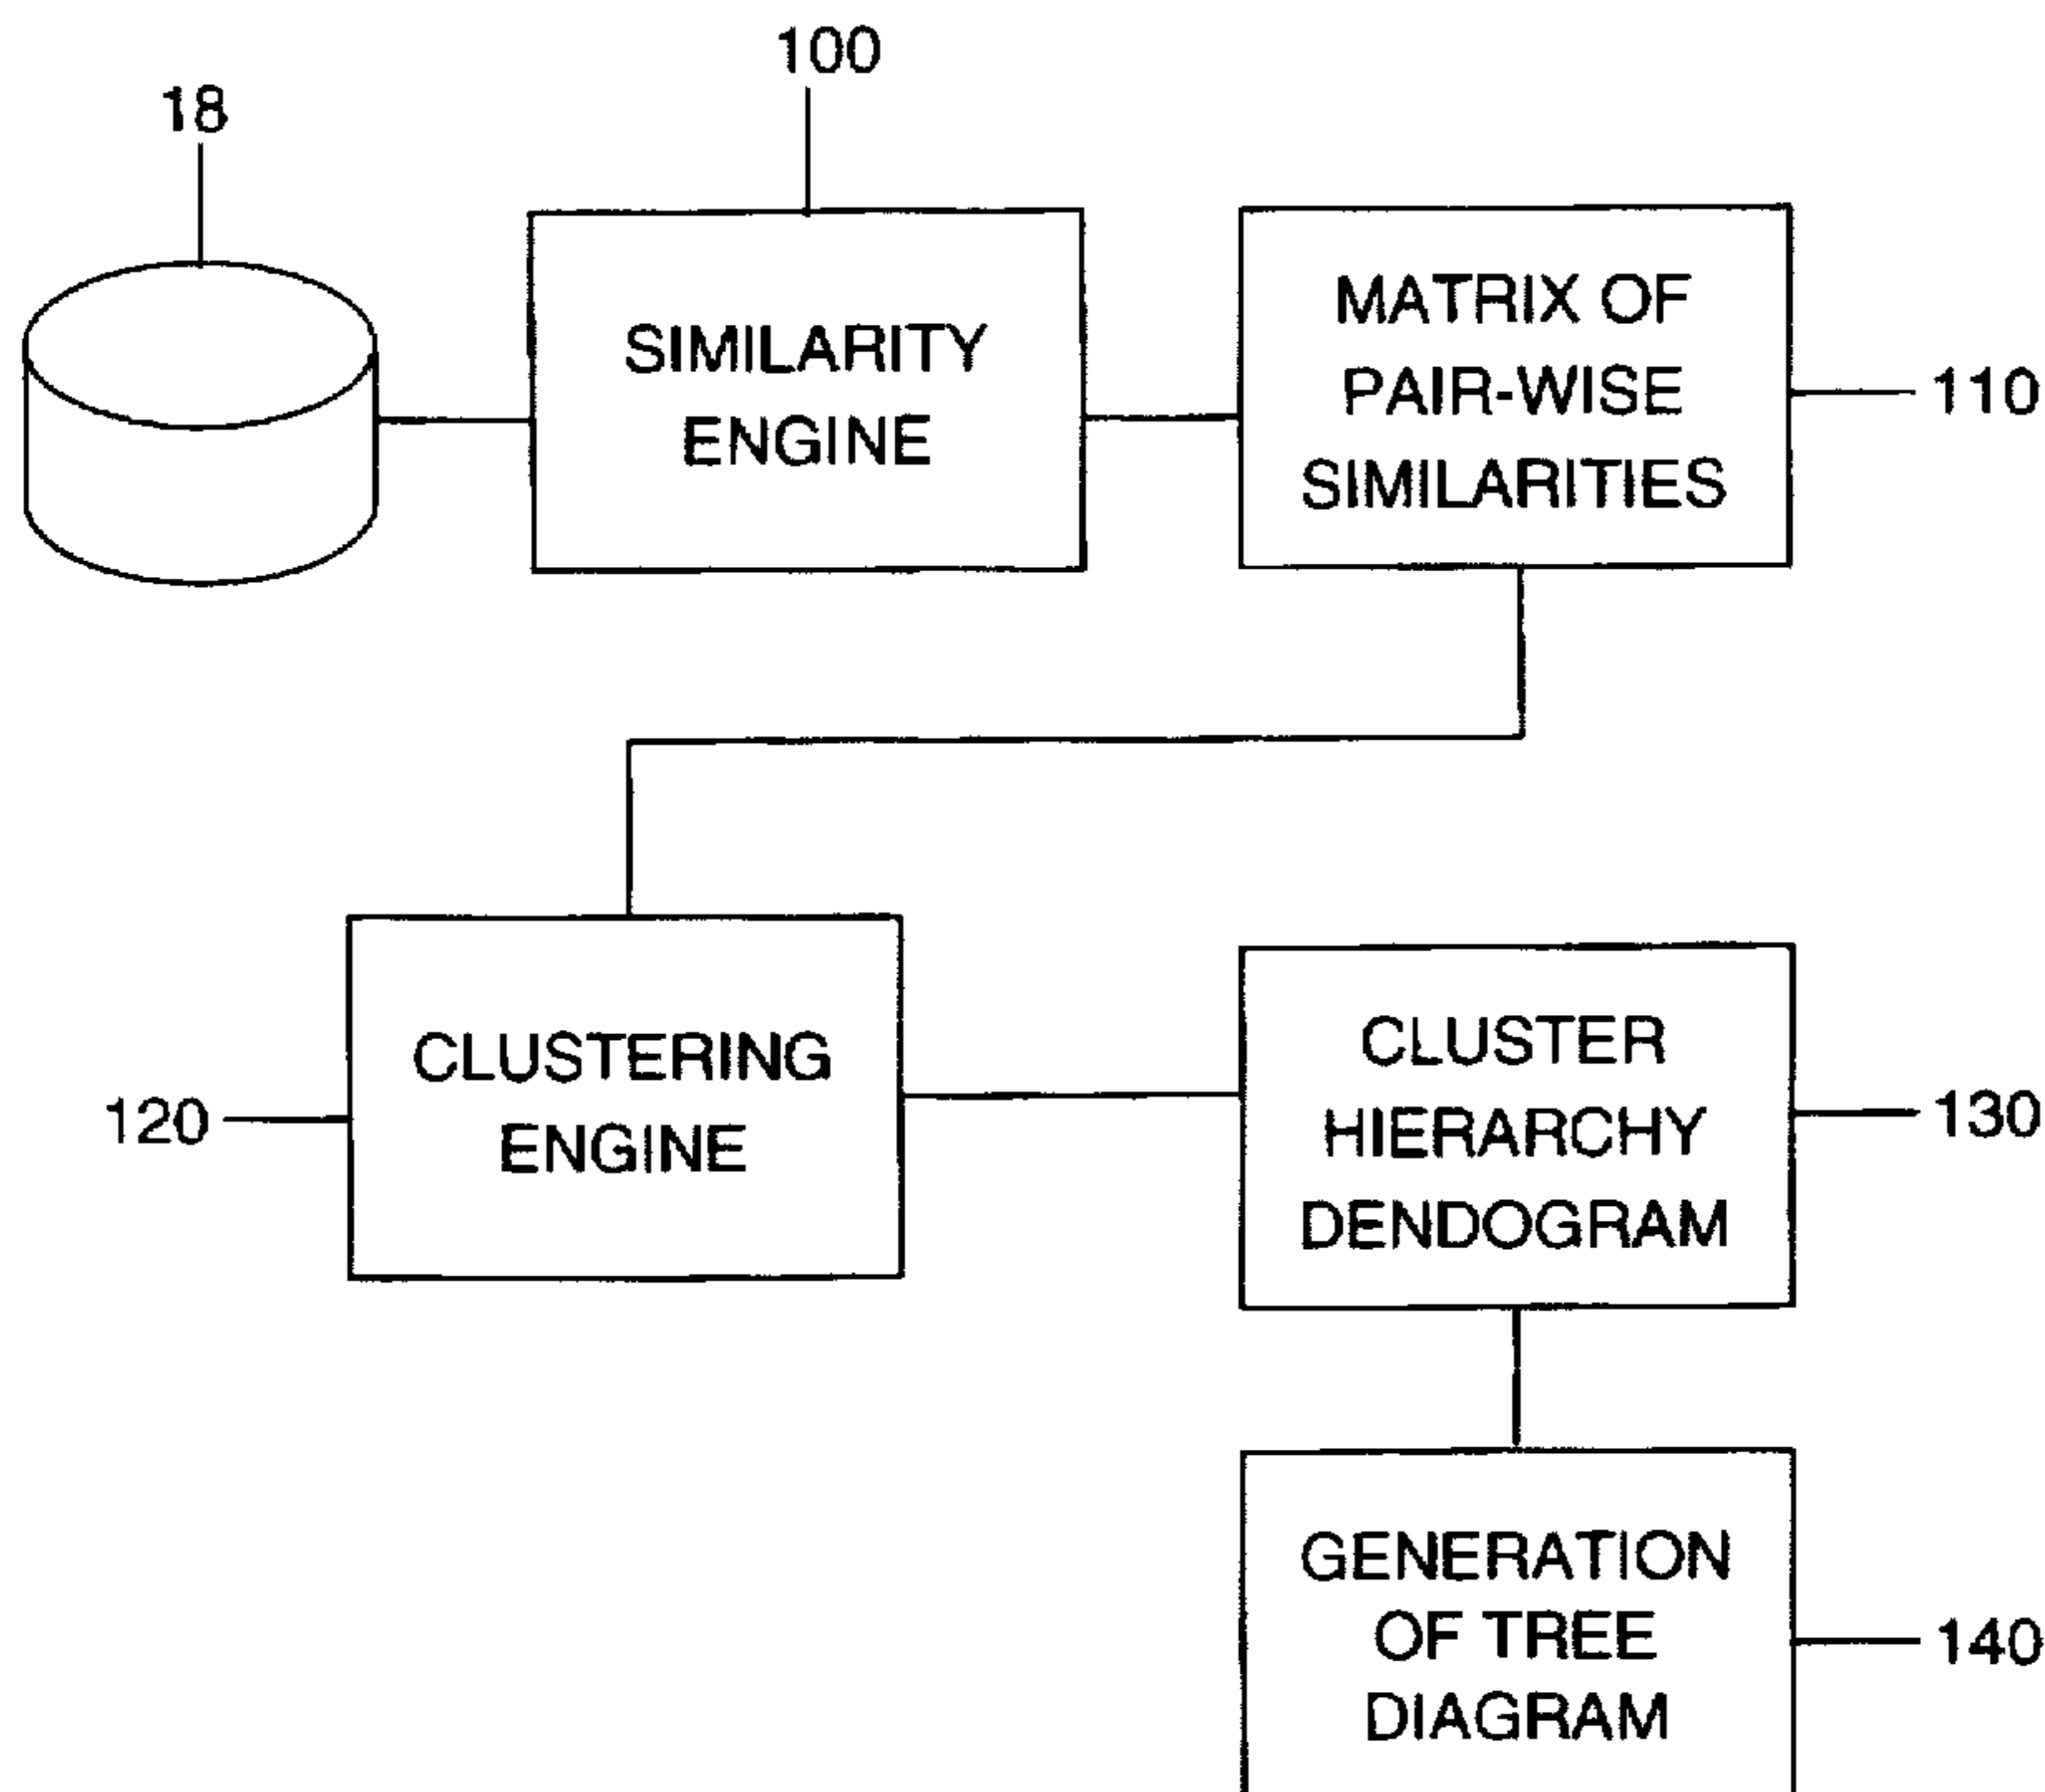 100
18
SIMILARITY
ENGINE
MATRIX OF
PAIR-WISE
SIMILARITIES
110
CLUSTERING
ENGINE
120
CLUSTER
HIERARCHY
DENDOGRAM
130
GENERATION
OF TREE
DIAGRAM
140